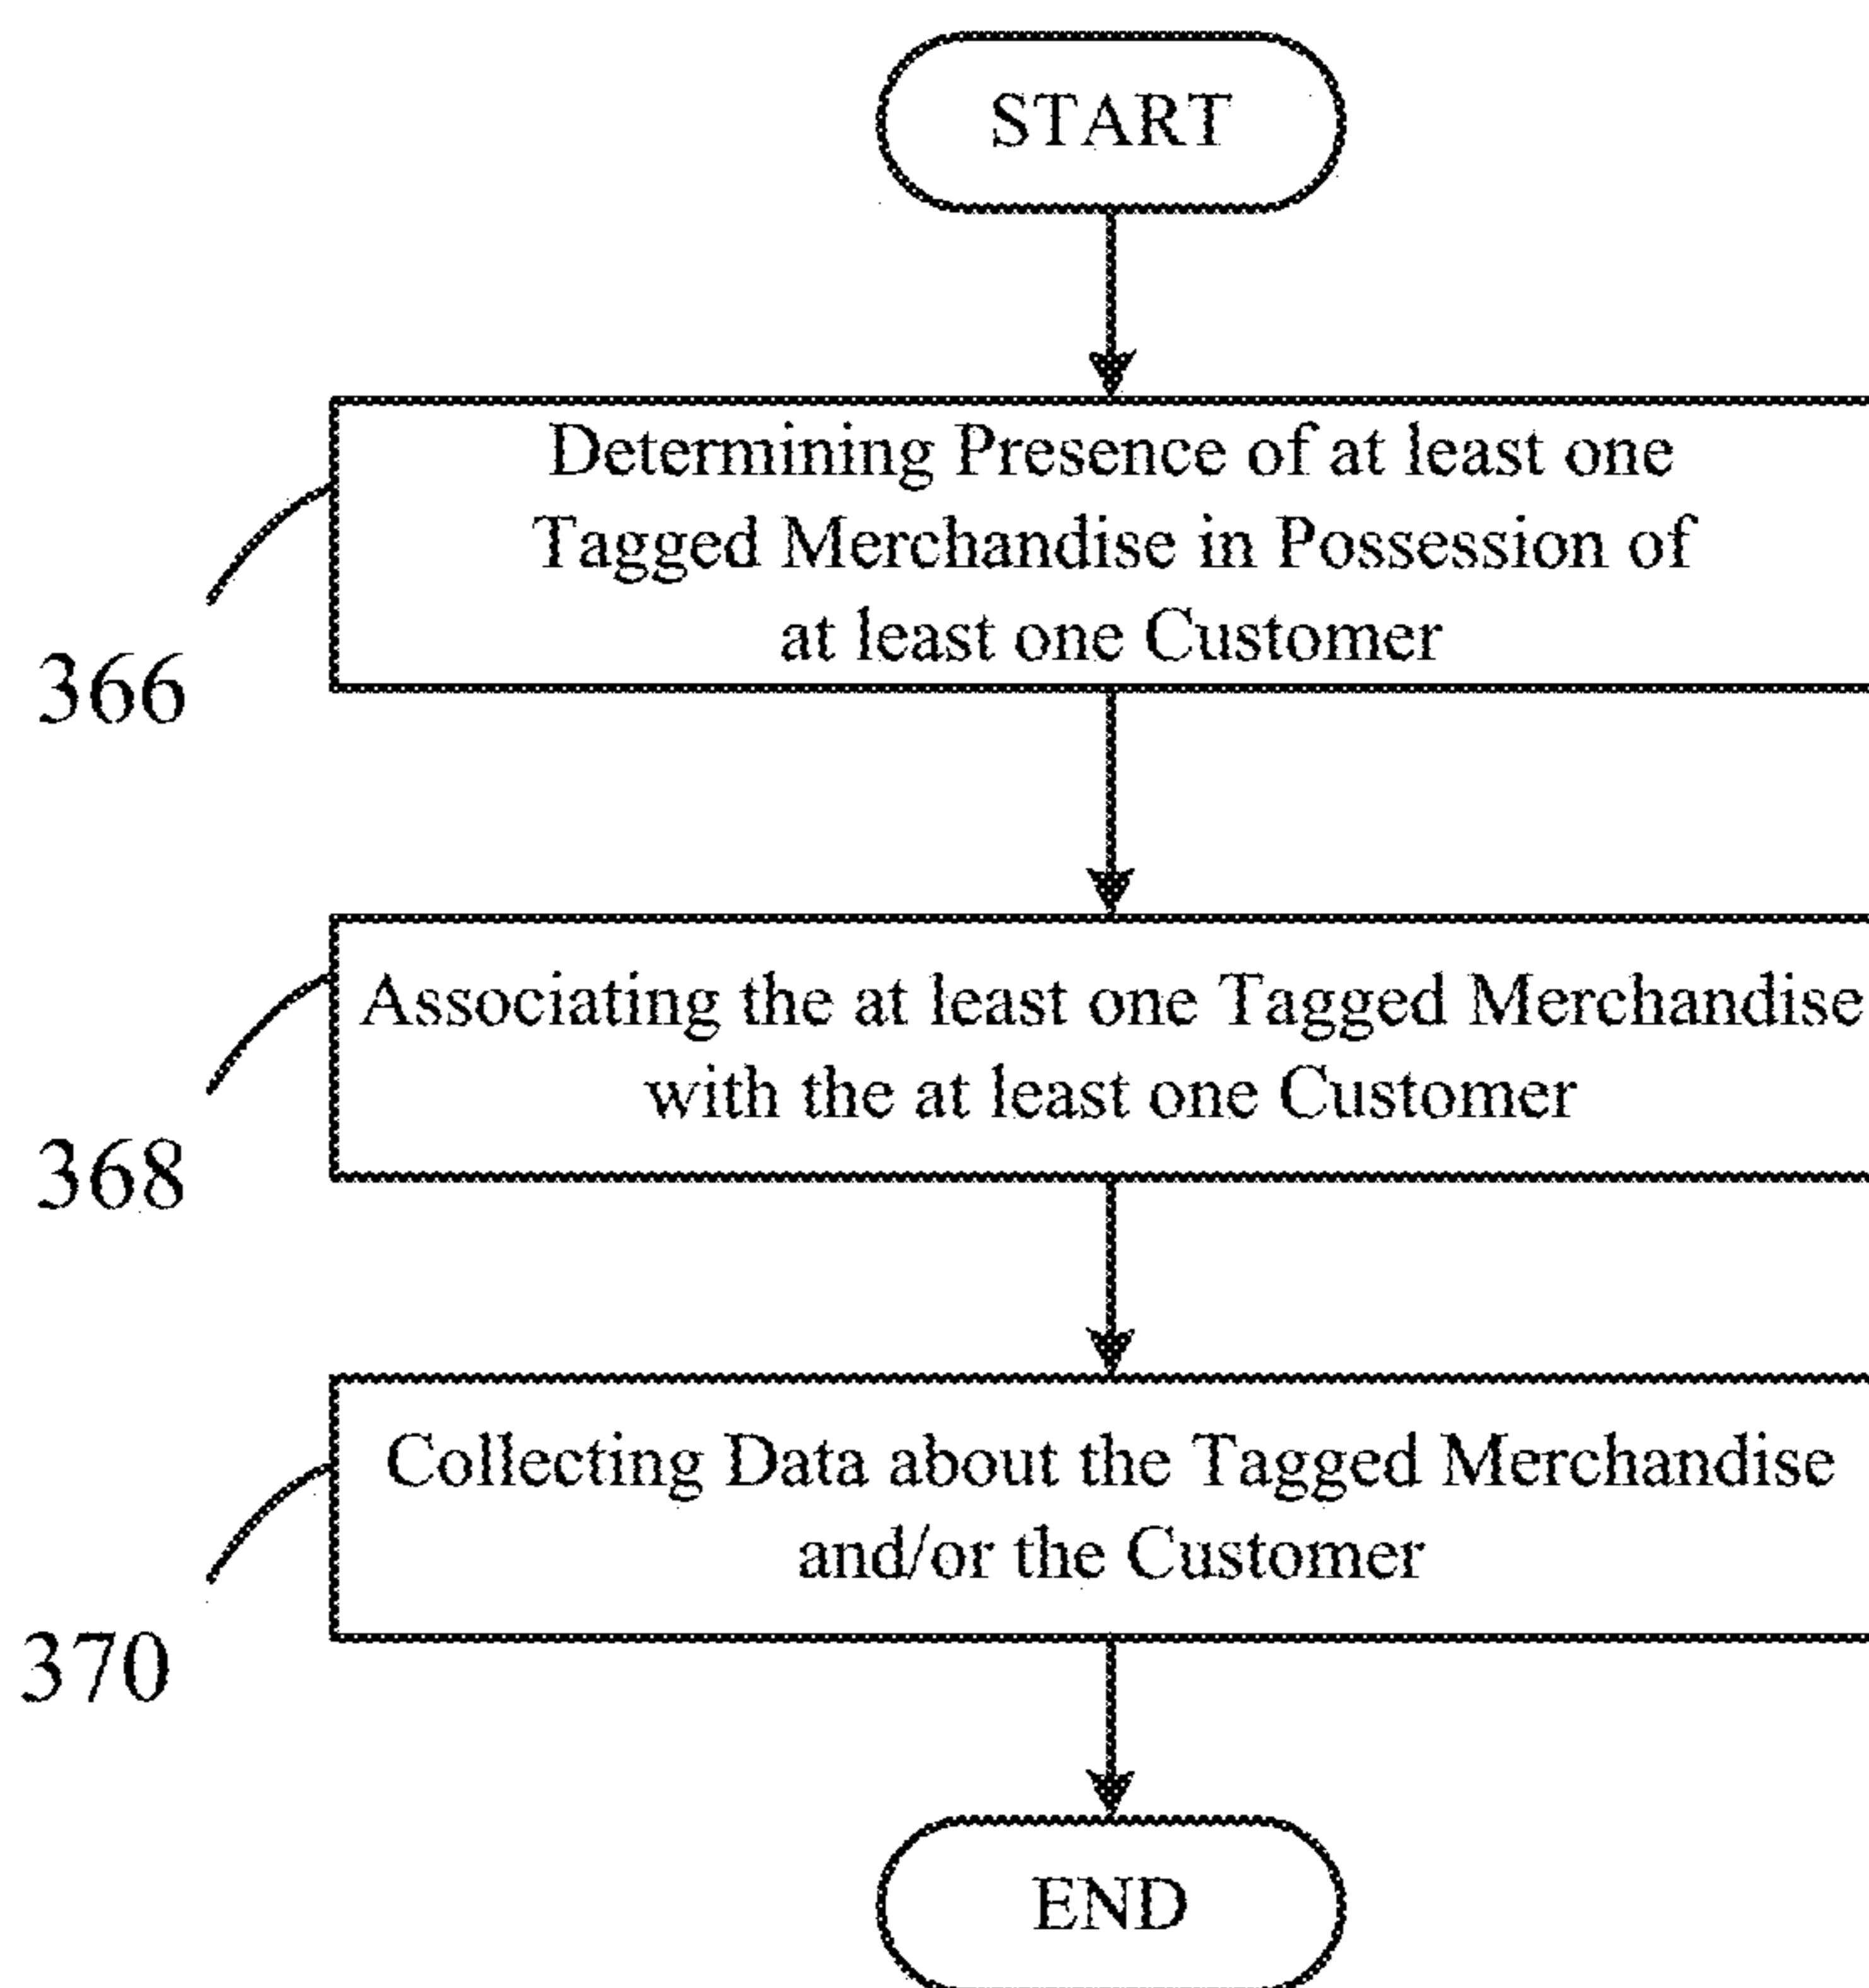 START
Determining Presence of at least one
Tagged Merchandise in Possession of
at least one Customer
366
Associating the at least one Tagged Merchandise
with the at least one Customer
368
Collecting Data about the Tagged Merchandise
and/or the Customer
370
END